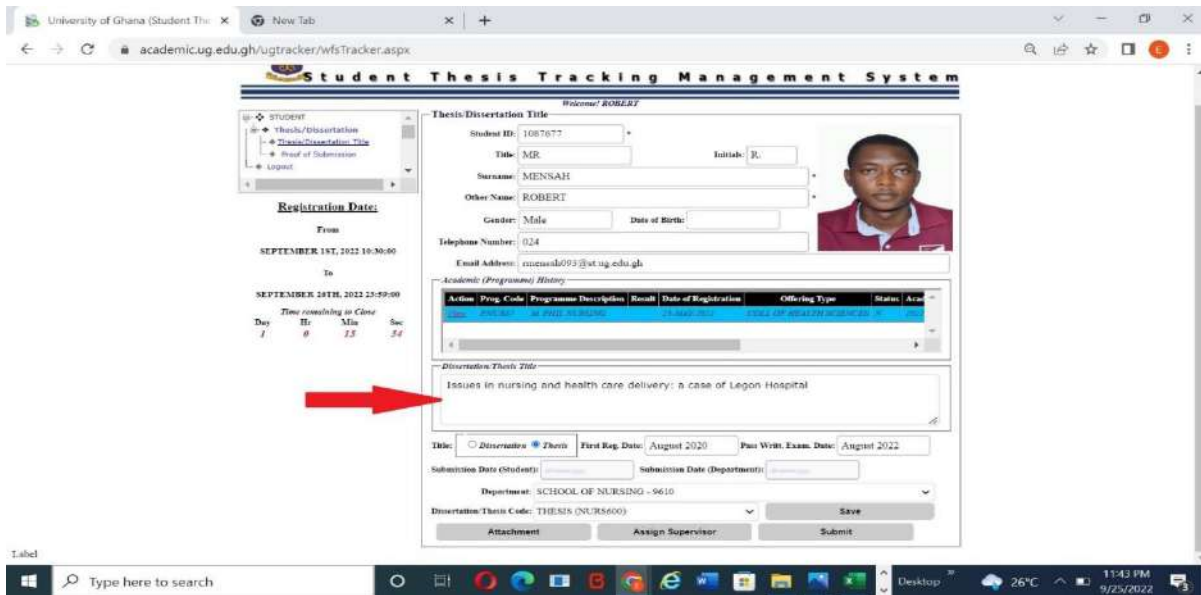 University of Ghana (Student The
New Tab
academic.ug.edu.gh/ugtracker/wfsTracker.aspx
Student Thesis Tracking Management System
Welcome! ROBERT
STUDENT
Thesis/Dissertation
Thesis/Dissertation Title
Proof of Submission
Logout
Registration Date:
From
SEPTEMBER 1ST, 2022 10:30:00
To
SEPTEMBER 26TH, 2022 23:59:00
Time remaining to Close
Day Hr Min Sec
1 0 15 54
Thesis/Dissertation Title
Student ID: 1087677 *
Title: MR Initials: R.
Surname: MENSAH *
Other Name: ROBERT *
Gender: Male Date of Birth:
Telephone Number: 024
Email Address: rmensah093@st.ug.edu.gh
Academic (Programme) History
Action Prog. Code Programme Description Result Date of Registration Offering Type Status Acad
View M. PHIL NURSING COLL OF HEALTH SCIENCES N
Dissertation/Thesis Title
Issues in nursing and health care delivery: a case of Legon Hospital
Title: Dissertation Thesis First Reg. Date: August 2020 Pass Writt. Exam. Date: August 2022
Submission Date (Student): Submission Date (Department):
Department: SCHOOL OF NURSING - 9610
Dissertation/Thesis Code: THESIS (NURS600) Save
Attachment Assign Supervisor Submit
Label
Type here to search
Desktop
26°C
11:43 PM
9/25/2022